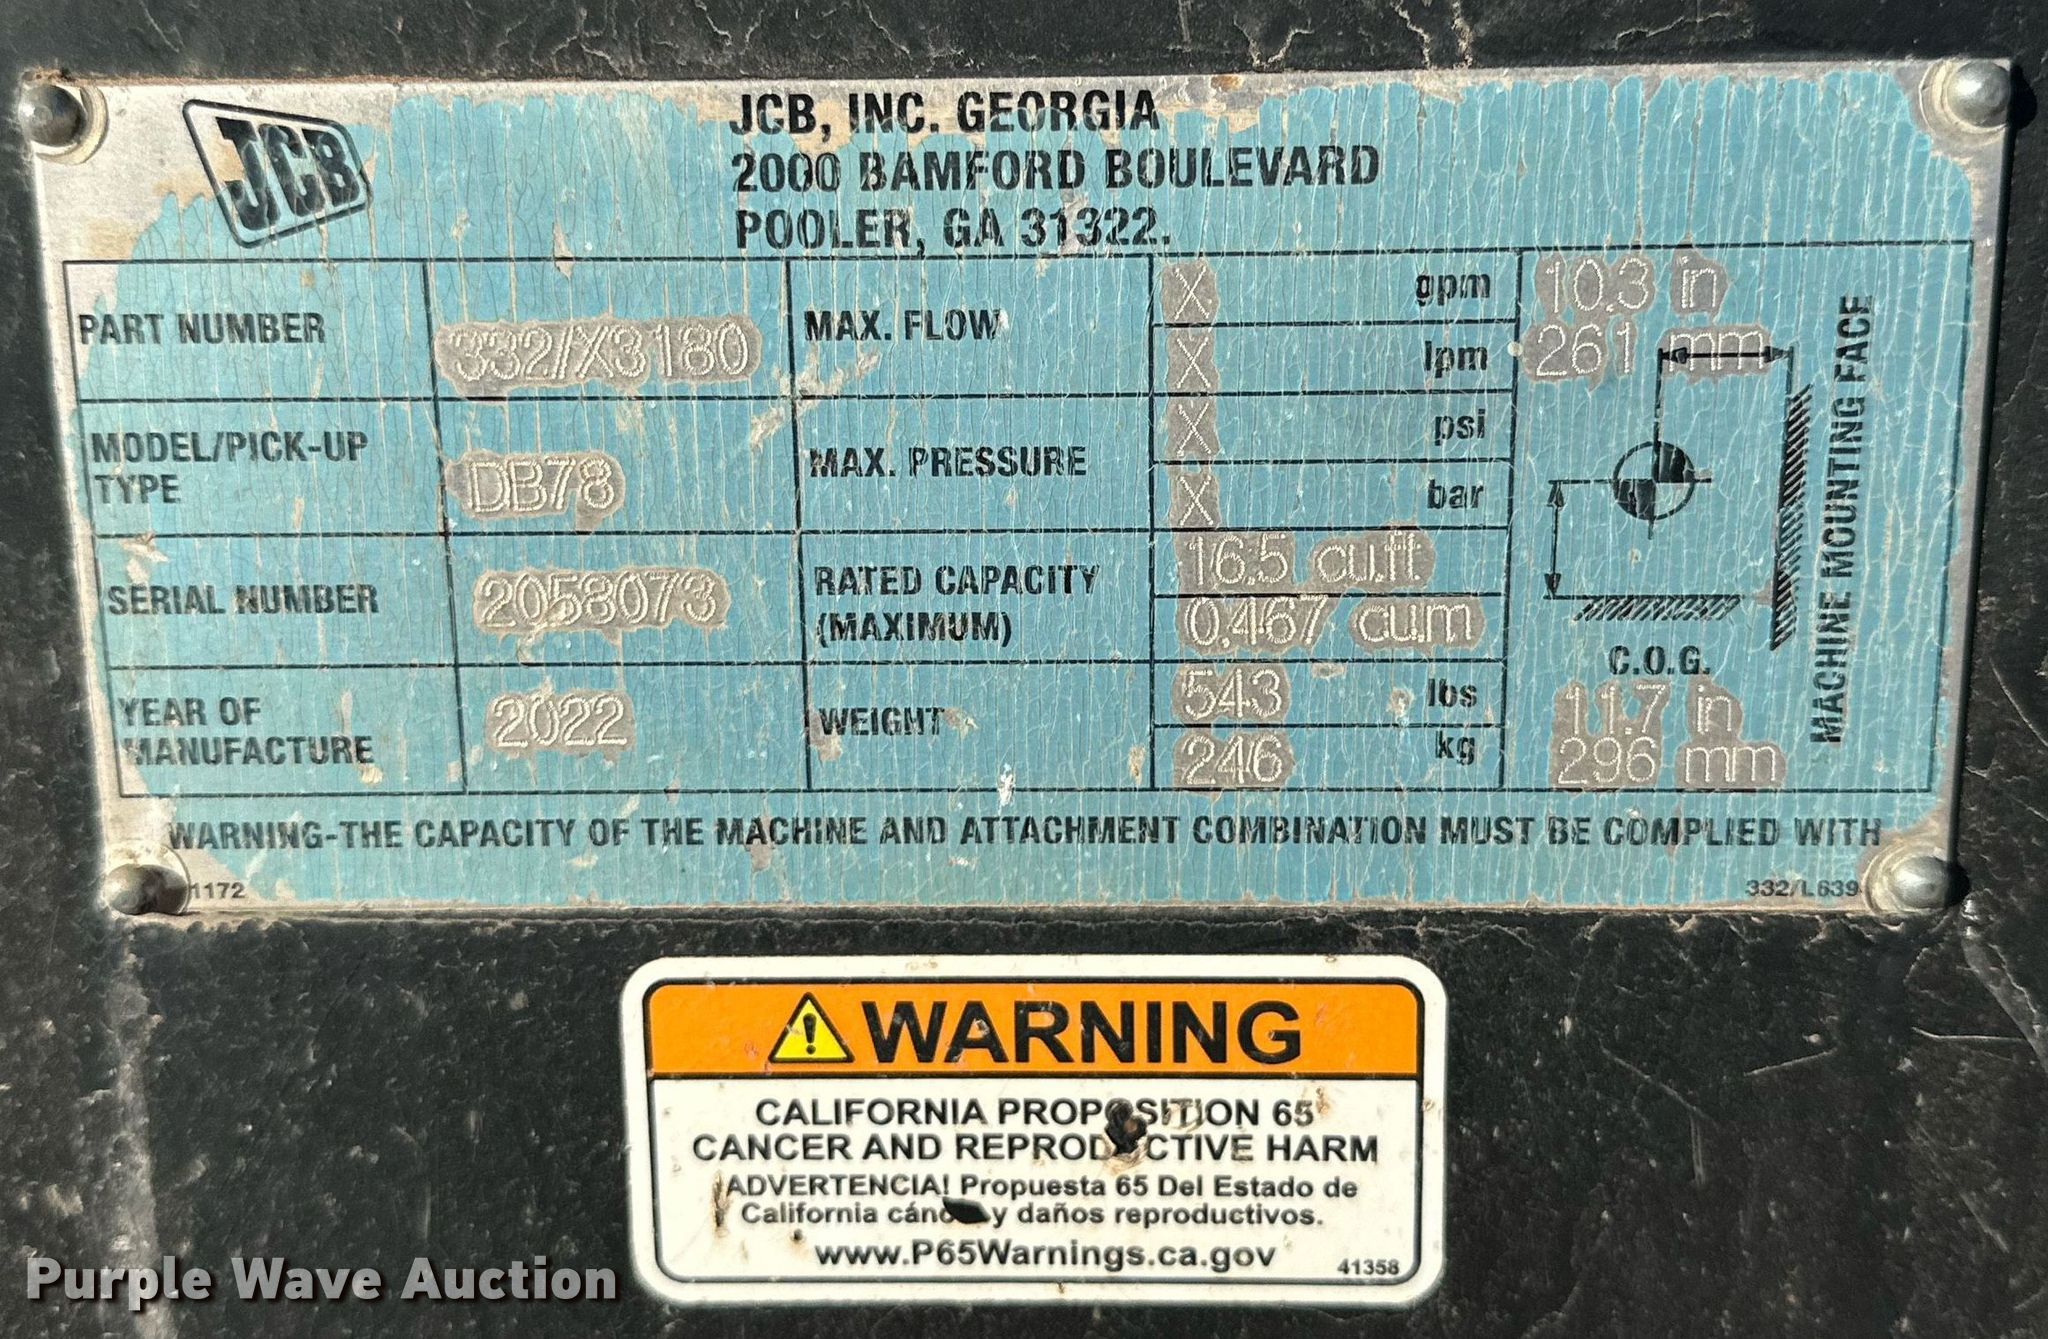 JCB
JCB, INC. GEORGIA
2000 BAMFORD BOULEVARD
POOLER, GA 31322.
PART NUMBER 332/X3180
MODEL/PICK-UP TYPE DB78
SERIAL NUMBER 2058073
YEAR OF MANUFACTURE 2022
MAX. FLOW X gpm
X lpm
MAX. PRESSURE X psi
X bar
RATED CAPACITY (MAXIMUM) 16.5 cu.ft
0.467 cu.m
WEIGHT 543 lbs
246 kg
10.3 in
261 mm
MACHINE MOUNTING FACE
C.O.G.
11.7 in
296 mm
WARNING-THE CAPACITY OF THE MACHINE AND ATTACHMENT COMBINATION MUST BE COMPLIED WITH
1172
332/L639
WARNING
CALIFORNIA PROPOSITION 65
CANCER AND REPRODUCTIVE HARM
ADVERTENCIA! Propuesta 65 Del Estado de
California cáncer y daños reproductivos.
www.P65Warnings.ca.gov
41358
Purple Wave Auction